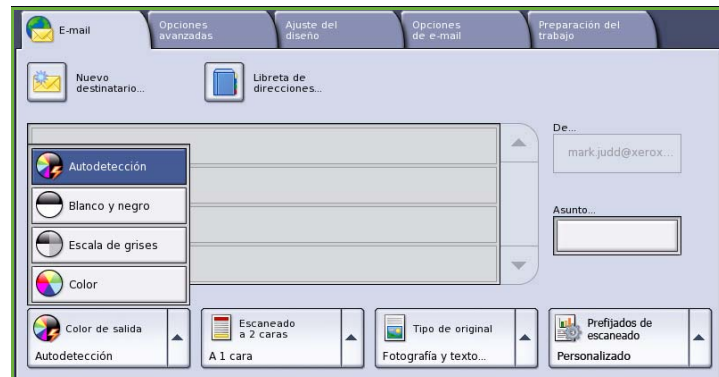 E-mail
Opciones
avanzadas
Ajuste del
diseño
Opciones
de e-mail
Preparación del
trabajo
Nuevo
destinatario...
Libreta de
direcciones...
De...
mark.judd@xerox...
Autodetección
Blanco y negro
Asunto...
Escala de grises
Color
Color de salida
Autodetección
Escaneado
a 2 caras
A 1 cara
Tipo de original
Fotografía y texto...
Prefijados de
escaneado
Personalizado